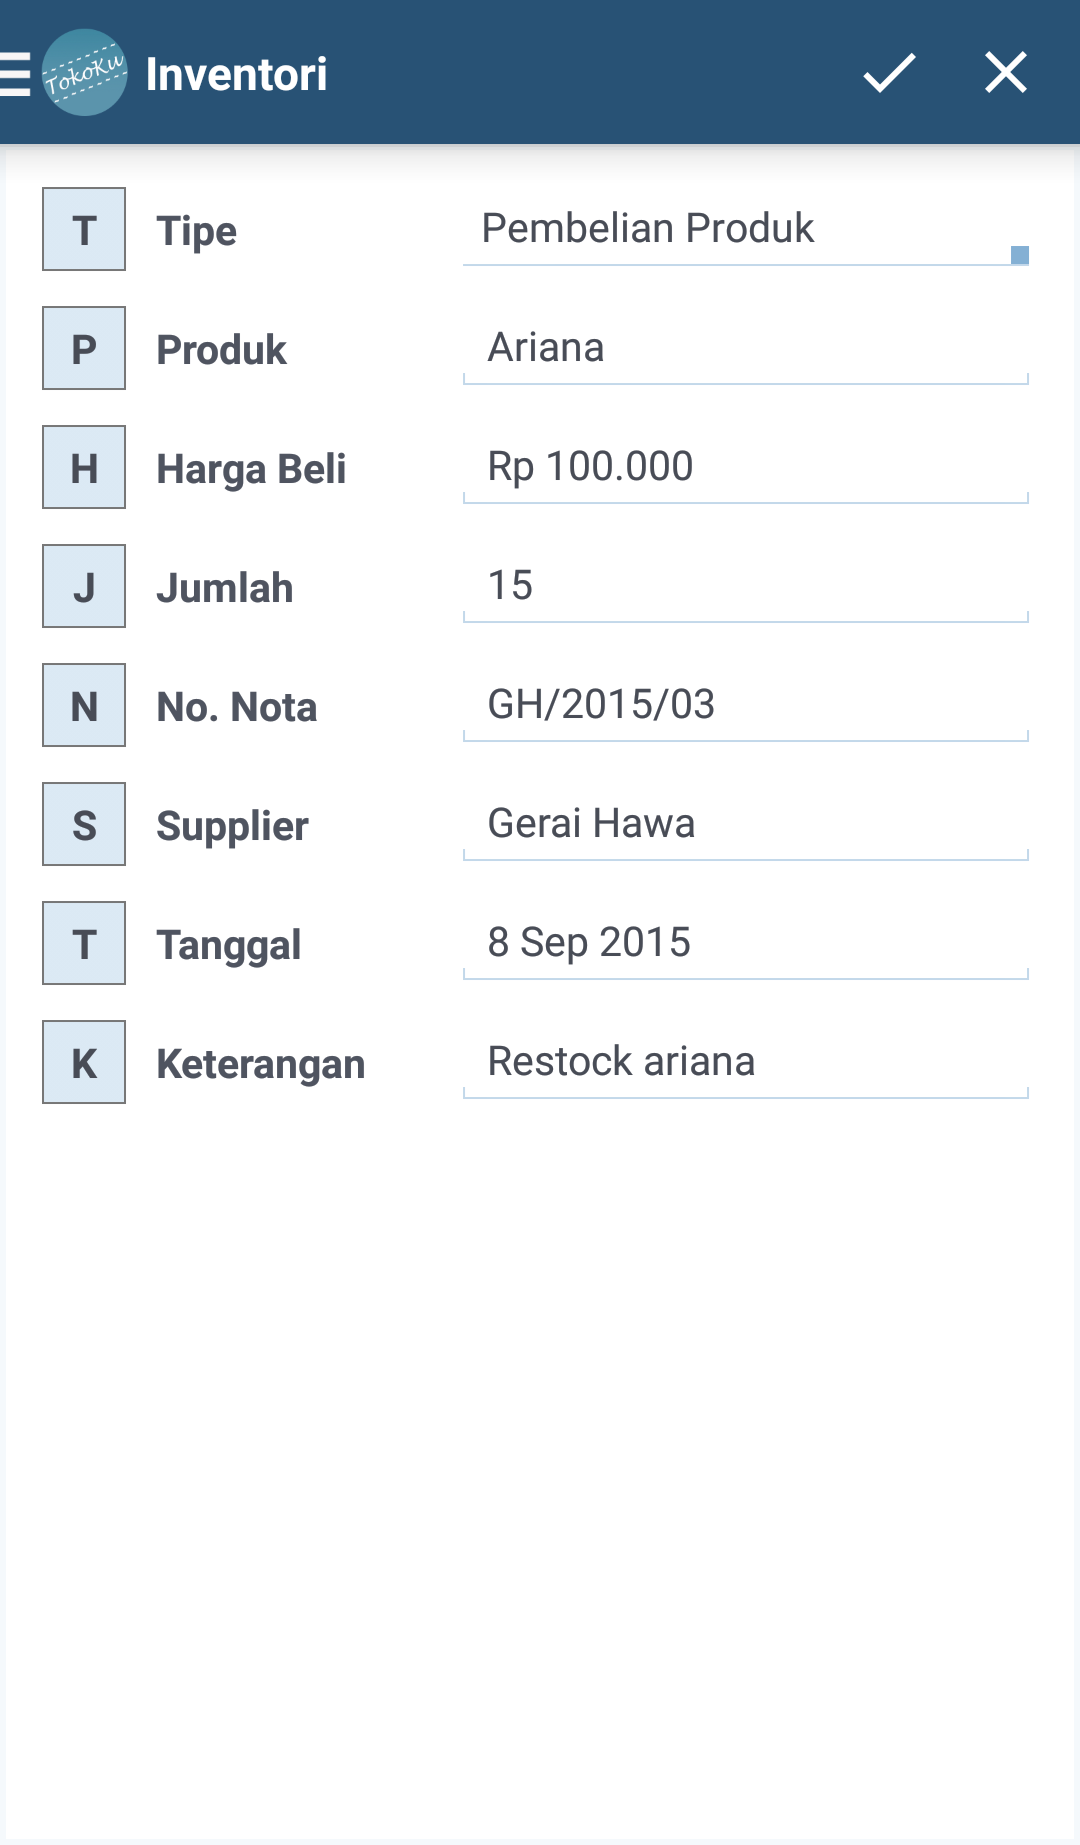 TokoKu Inventori
T Tipe Pembelian Produk
P Produk Ariana
H Harga Beli Rp 100.000
J Jumlah 15
N No. Nota GH/2015/03
S Supplier Gerai Hawa
T Tanggal 8 Sep 2015
K Keterangan Restock ariana